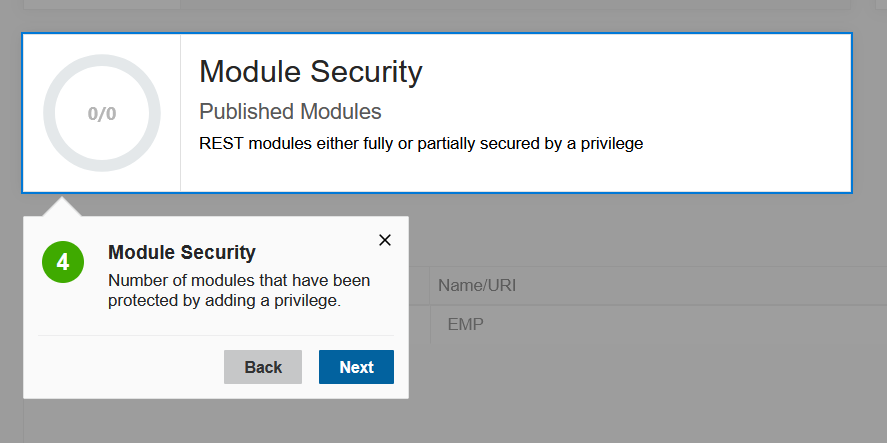 0/0
Module Security
Published Modules
REST modules either fully or partially secured by a privilege
4
Module Security
Number of modules that have been
protected by adding a privilege.
Back
Next
Name/URI
EMP